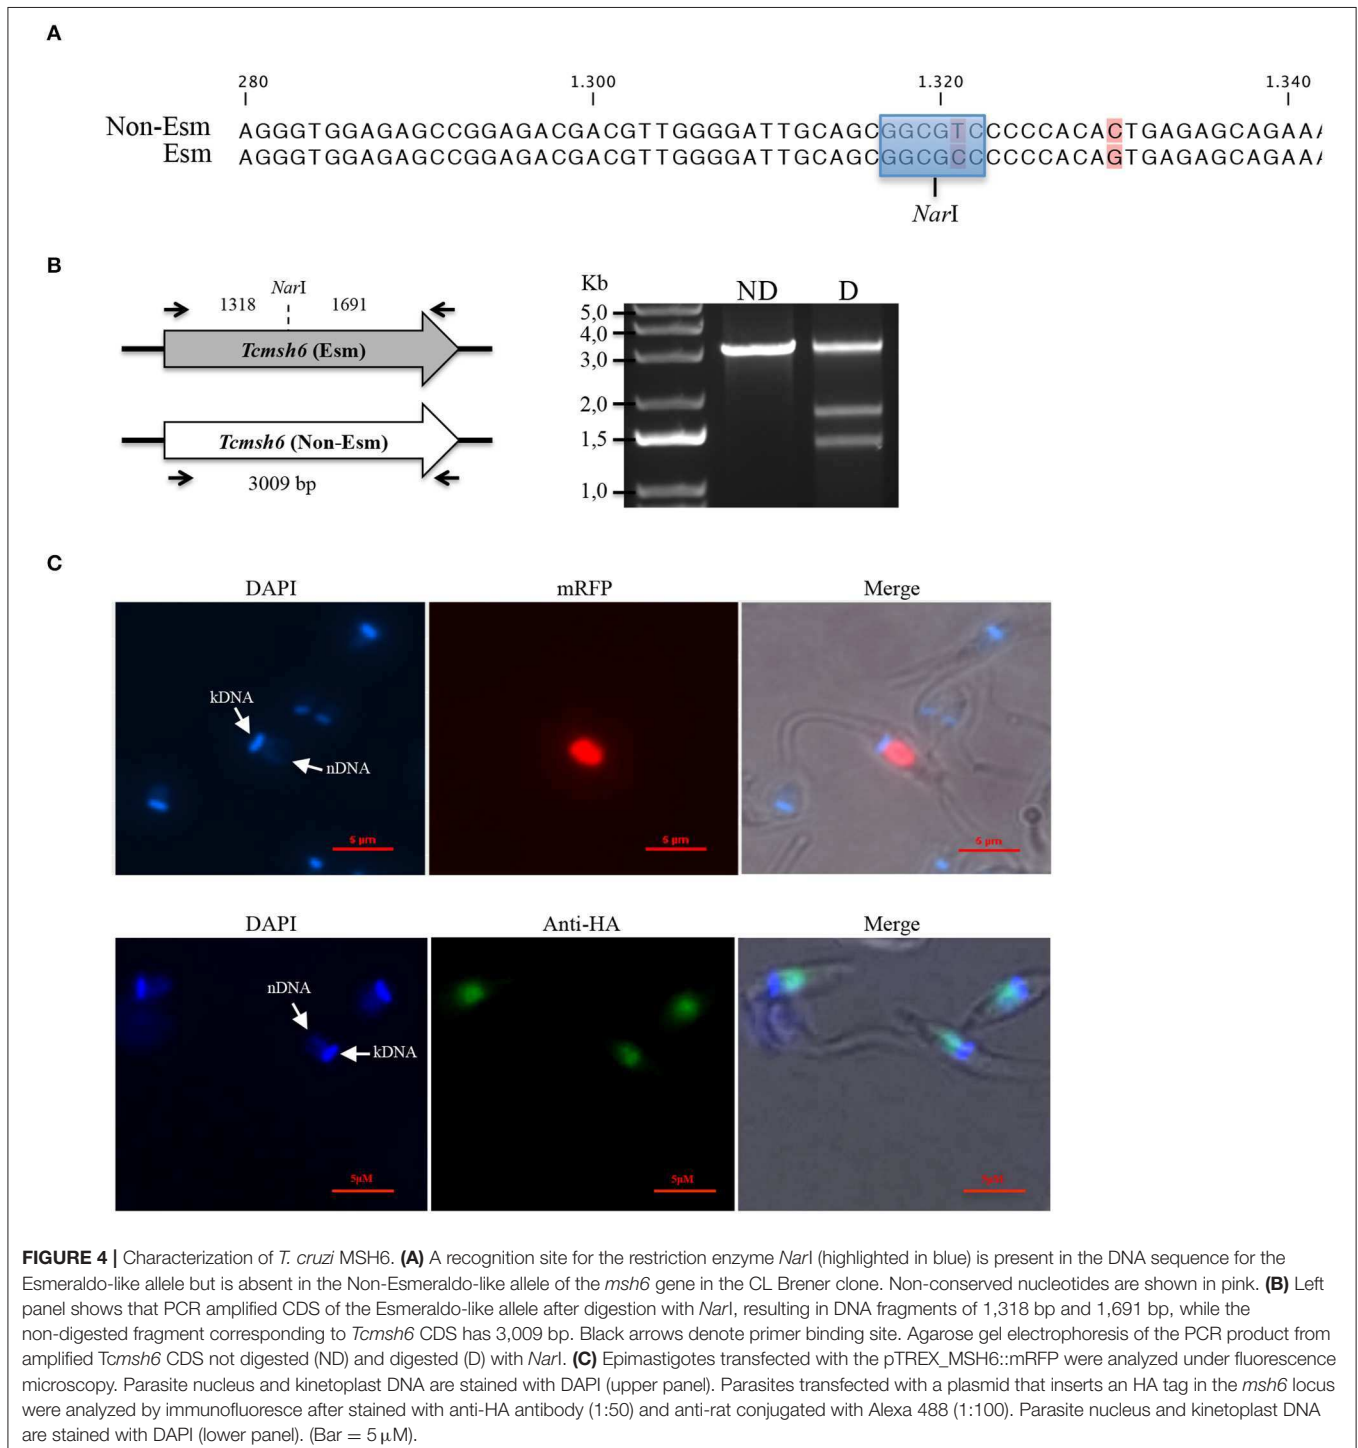 A
280 1.300 1.320 1.340
Non-Esm AGGGTGGAGAGCCGGAGACGACGTTGGGGATTGCAGCGGCGTCCCCCACACTGAGAGCAGAAA
Esm AGGGTGGAGAGCCGGAGACGACGTTGGGGATTGCAGCGGCGCCCCCCACAGTGAGAGCAGAAA
NarI
B
NarI
1318 1691
Tcmsh6 (Esm)
Tcmsh6 (Non-Esm)
3009 bp
Kb ND D
5,0
4,0
3,0
2,0
1,5
1,0
C
DAPI mRFP Merge
kDNA
nDNA
5 µm 5 µm 5 µm
DAPI Anti-HA Merge
nDNA
kDNA
5µM 5µM 5µM
FIGURE 4 | Characterization of T. cruzi MSH6. (A) A recognition site for the restriction enzyme NarI (highlighted in blue) is present in the DNA sequence for the
Esmeraldo-like allele but is absent in the Non-Esmeraldo-like allele of the msh6 gene in the CL Brener clone. Non-conserved nucleotides are shown in pink. (B) Left
panel shows that PCR amplified CDS of the Esmeraldo-like allele after digestion with NarI, resulting in DNA fragments of 1,318 bp and 1,691 bp, while the
non-digested fragment corresponding to Tcmsh6 CDS has 3,009 bp. Black arrows denote primer binding site. Agarose gel electrophoresis of the PCR product from
amplified Tcmsh6 CDS not digested (ND) and digested (D) with NarI. (C) Epimastigotes transfected with the pTREX_MSH6::mRFP were analyzed under fluorescence
microscopy. Parasite nucleus and kinetoplast DNA are stained with DAPI (upper panel). Parasites transfected with a plasmid that inserts an HA tag in the msh6 locus
were analyzed by immunofluoresce after stained with anti-HA antibody (1:50) and anti-rat conjugated with Alexa 488 (1:100). Parasite nucleus and kinetoplast DNA
are stained with DAPI (lower panel). (Bar = 5 µM).